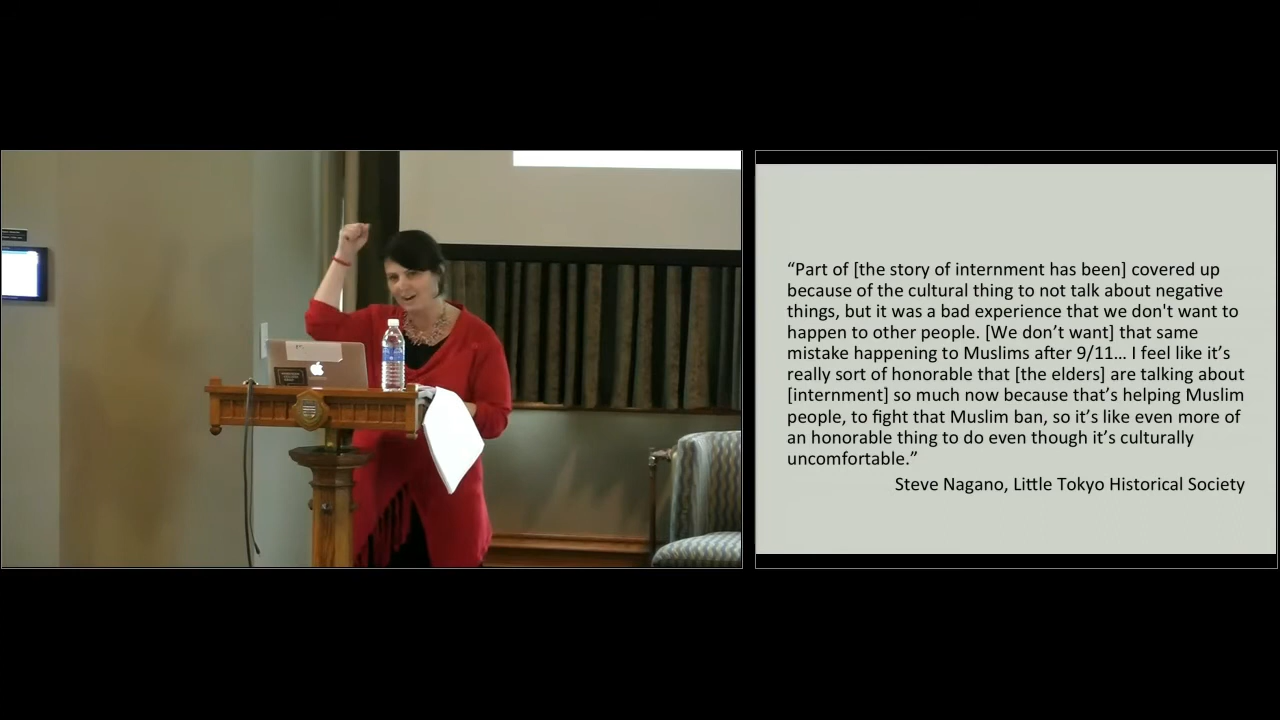 “Part of [the story of internment has been] covered up
because of the cultural thing to not talk about negative
things, but it was a bad experience that we don't want to
happen to other people. [We don’t want] that same
mistake happening to Muslims after 9/11… I feel like it’s
really sort of honorable that [the elders] are talking about
[internment] so much now because that’s helping Muslim
people, to fight that Muslim ban, so it’s like even more of
an honorable thing to do even though it’s culturally
uncomfortable.”
Steve Nagano, Little Tokyo Historical Society